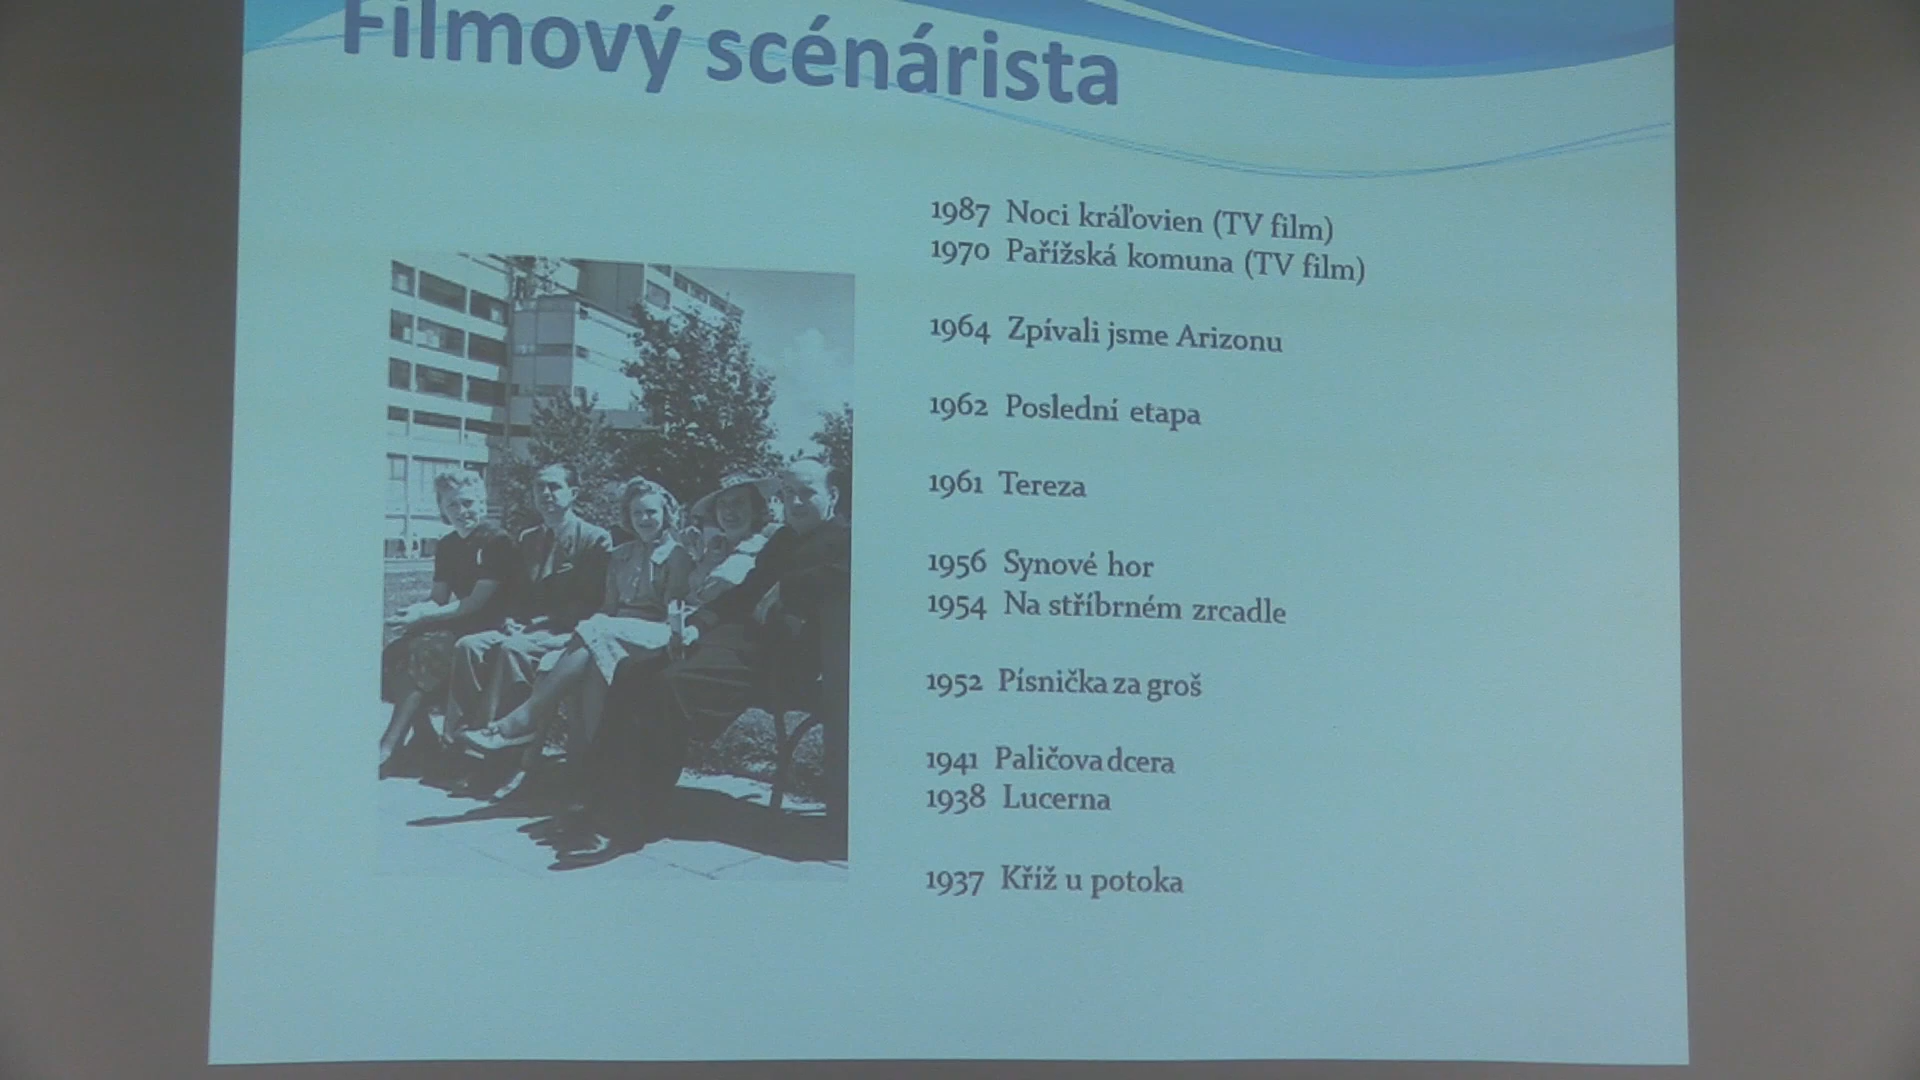 Filmový scénárista
1987 Noci kráľovien (TV film)
1970 Pařížská komuna (TV film)
1964 Zpívali jsme Arizonu
1962 Poslední etapa
1961 Tereza
1956 Synové hor
1954 Na stříbrném zrcadle
1952 Písnička za groš
1941 Paličova dcera
1938 Lucerna
1937 Kříž u potoka